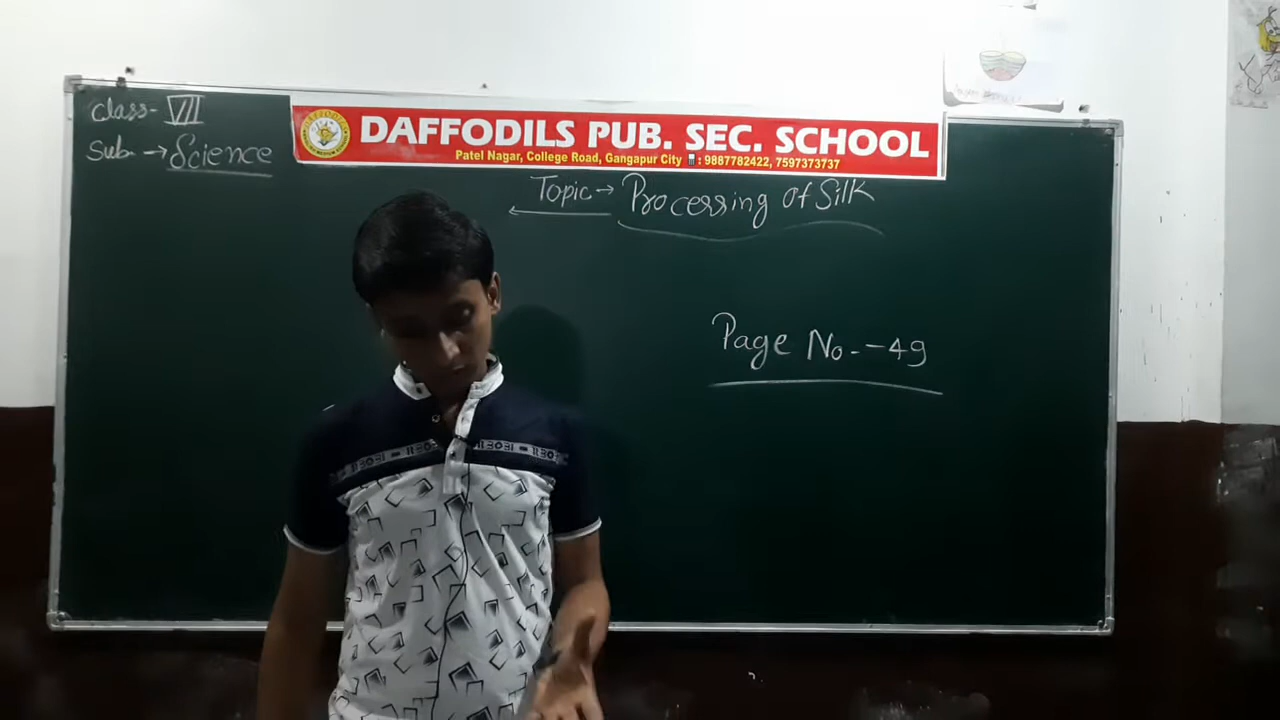 Class- VII
Sub. → Science
DAFFODILS PUB. SEC. SCHOOL
Patel Nagar, College Road, Gangapur City : 9887782422, 7597373737
Topic → Processing of Silk
Page No. - 49